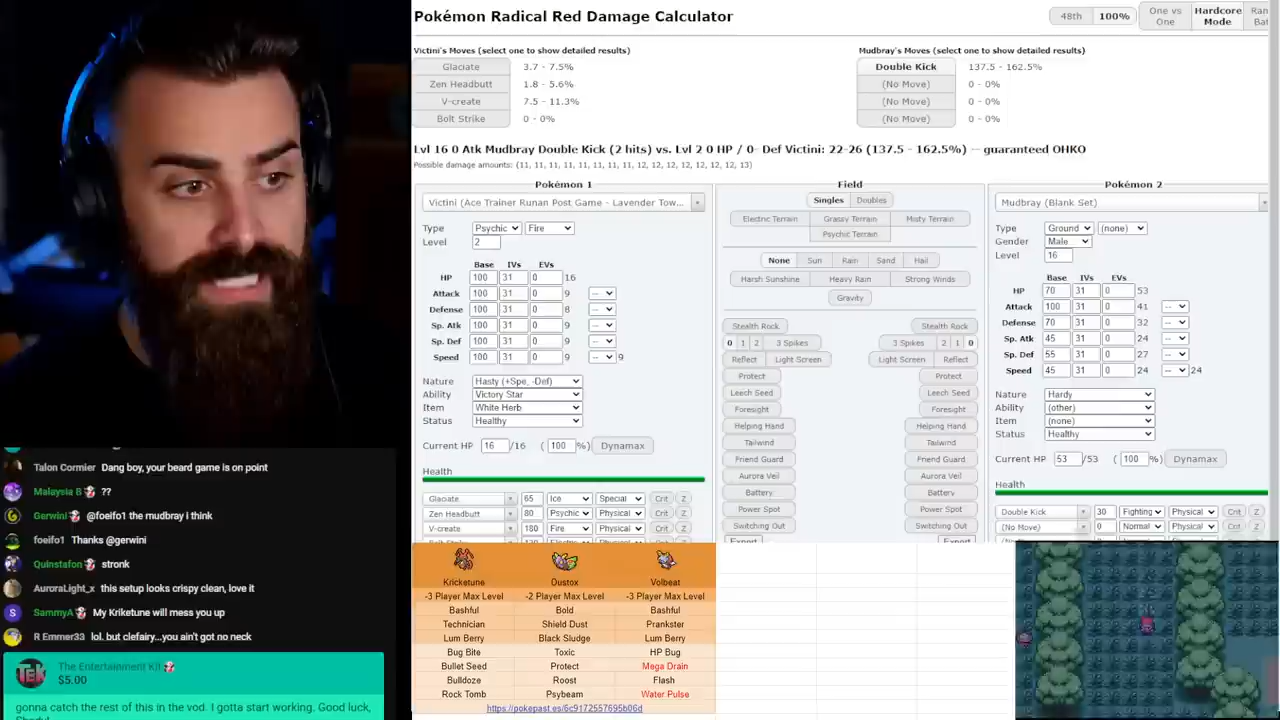 Pokémon Radical Red Damage Calculator
48th 100% One vs One Hardcore Mode
Victini's Moves (select one to show detailed results)
Glaciate 3.7 - 7.5%
Zen Headbutt 1.8 - 5.6%
V-create 7.5 - 11.3%
Bolt Strike 0 - 0%
Mudbray's Moves (select one to show detailed results)
Double Kick 137.5 - 162.5%
(No Move) 0 - 0%
(No Move) 0 - 0%
(No Move) 0 - 0%
Lvl 16 0 Atk Mudbray Double Kick (2 hits) vs. Lvl 2 0 HP / 0- Def Victini: 22-26 (137.5 - 162.5%) -- guaranteed OHKO
Possible damage amounts: (11, 11, 11, 11, 11, 11, 11, 11, 12, 12, 12, 12, 12, 12, 12, 13)
Pokémon 1
Victini (Ace Trainer Runan Post Game - Lavender Tow...
Type Psychic Fire
Level 2
Base IVs EVs
HP 100 31 0 16
Attack 100 31 0 9 --
Defense 100 31 0 8 --
Sp. Atk 100 31 0 9 --
Sp. Def 100 31 0 9 --
Speed 100 31 0 9 -- 9
Nature Hasty (+Spe, -Def)
Ability Victory Star
Item White Herb
Status Healthy
Current HP 16 /16 ( 100 %) Dynamax
Health
Glaciate 65 Ice Special Crit Z
Zen Headbutt 80 Psychic Physical Crit Z
V-create 180 Fire Physical Crit Z
Field
Singles Doubles
Electric Terrain Grassy Terrain Misty Terrain
Psychic Terrain
None Sun Rain Sand Hail
Harsh Sunshine Heavy Rain Strong Winds
Gravity
Stealth Rock Stealth Rock
0 1 2 3 Spikes 3 Spikes 2 1 0
Reflect Light Screen Light Screen Reflect
Protect Protect
Leech Seed Leech Seed
Foresight Foresight
Helping Hand Helping Hand
Tailwind Tailwind
Friend Guard Friend Guard
Aurora Veil Aurora Veil
Battery Battery
Power Spot Power Spot
Switching Out Switching Out
Export Export
Pokémon 2
Mudbray (Blank Set)
Type Ground (none)
Gender Male
Level 16
Base IVs EVs
HP 70 31 0 53
Attack 100 31 0 41 --
Defense 70 31 0 32 --
Sp. Atk 45 31 0 24 --
Sp. Def 55 31 0 27 --
Speed 45 31 0 24 -- 24
Nature Hardy
Ability (other)
Item (none)
Status Healthy
Current HP 53 /53 ( 100 %) Dynamax
Health
Double Kick 30 Fighting Physical Crit Z
(No Move) 0 Normal Physical Crit Z
Talon Cormier Dang boy, your beard game is on point
Malaysia B ??
Gerwini @foeifo1 the mudbray i think
foeifo1 Thanks @gerwini
Quinstafon stronk
AuroraLight_x this setup looks crispy clean, love it
SammyA My Kriketune will mess you up
R Emmer33 lol. but clefairy...you ain't got no neck
TEK
The Entertainment Kit
$5.00
gonna catch the rest of this in the vod. I gotta start working. Good luck,
Kricketune Dustox Volbeat
-3 Player Max Level -2 Player Max Level -3 Player Max Level
Bashful Bold Bashful
Technician Shield Dust Prankster
Lum Berry Black Sludge Lum Berry
Bug Bite Toxic HP Bug
Bullet Seed Protect Mega Drain
Bulldoze Roost Flash
Rock Tomb Psybeam Water Pulse
https://pokepast.es/6c9172557695b06d